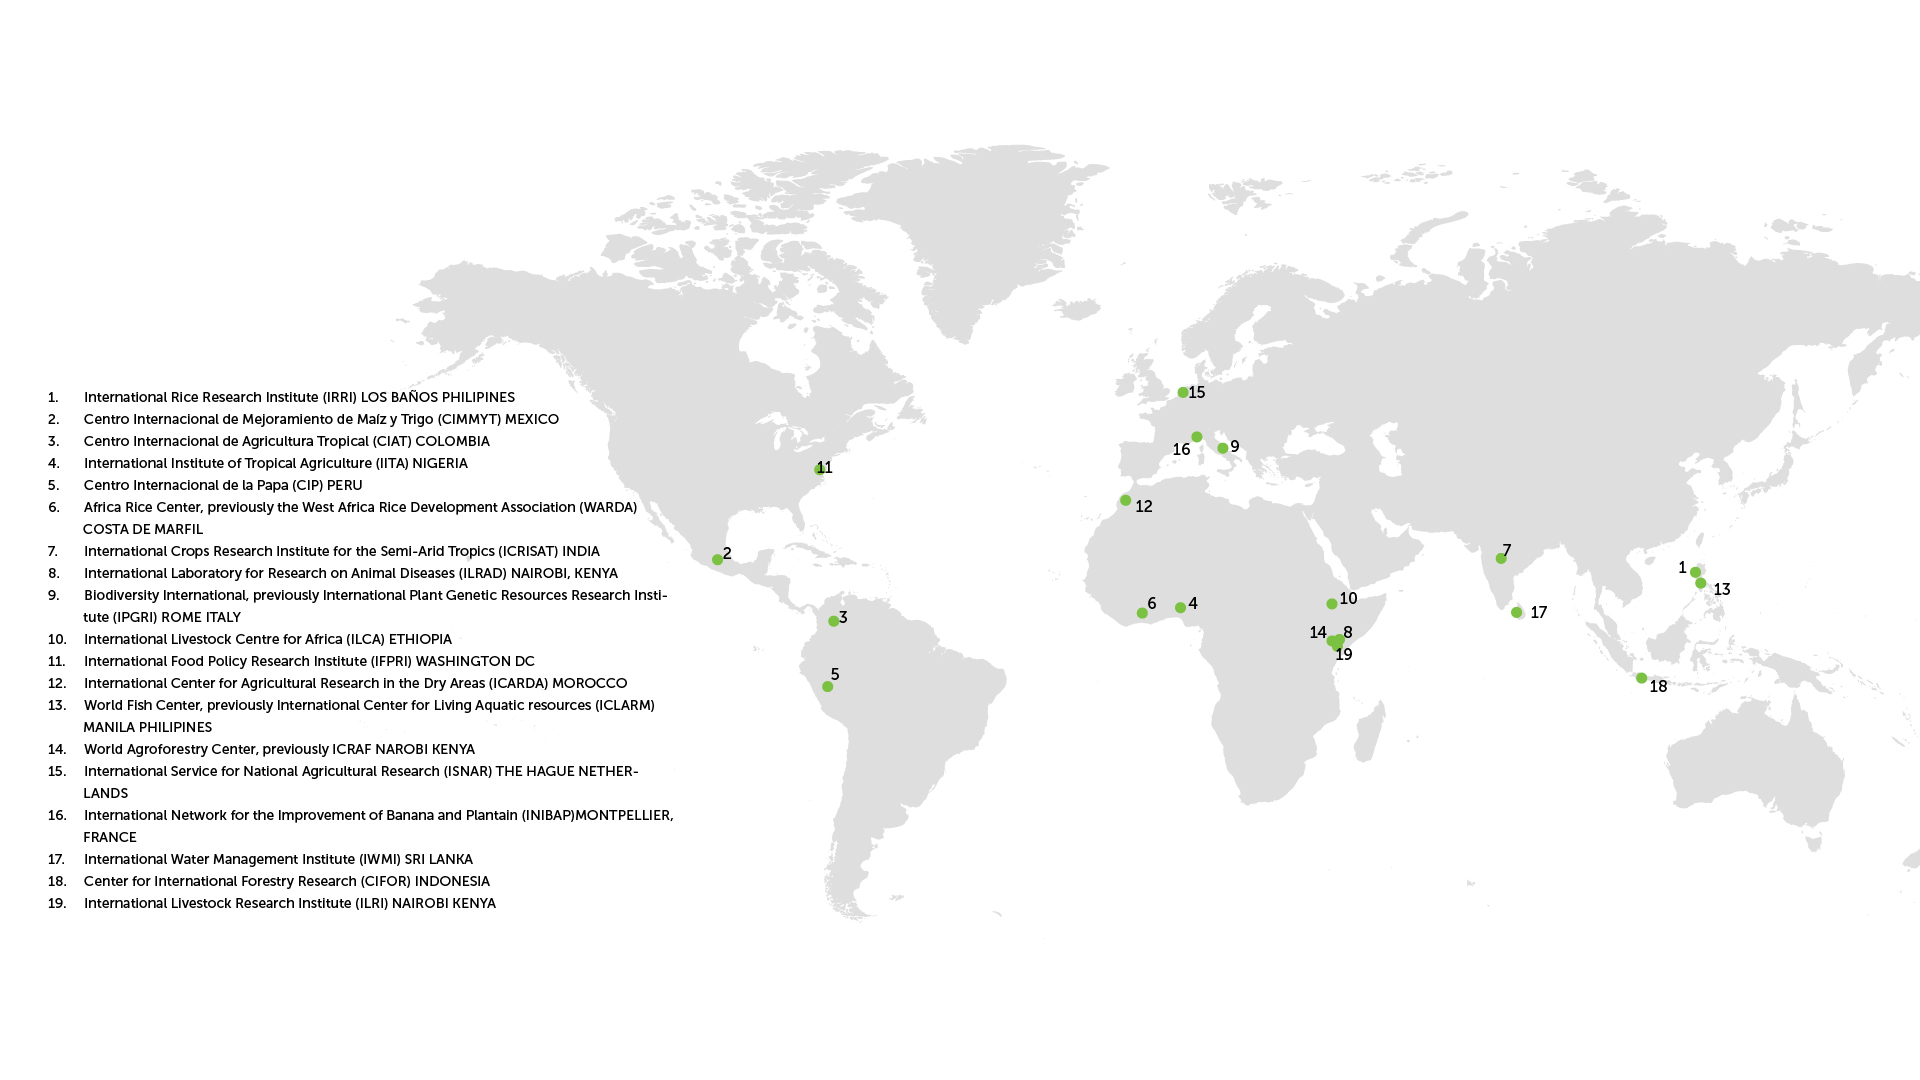 1. International Rice Research Institute (IRRI) LOS BAÑOS PHILIPINES
2. Centro Internacional de Mejoramiento de Maíz y Trigo (CIMMYT) MEXICO
3. Centro Internacional de Agricultura Tropical (CIAT) COLOMBIA
4. International Institute of Tropical Agriculture (IITA) NIGERIA
5. Centro Internacional de la Papa (CIP) PERU
6. Africa Rice Center, previously the West Africa Rice Development Association (WARDA)
COSTA DE MARFIL
7. International Crops Research Institute for the Semi-Arid Tropics (ICRISAT) INDIA
8. International Laboratory for Research on Animal Diseases (ILRAD) NAIROBI, KENYA
9. Biodiversity International, previously International Plant Genetic Resources Research Insti-
tute (IPGRI) ROME ITALY
10. International Livestock Centre for Africa (ILCA) ETHIOPIA
11. International Food Policy Research Institute (IFPRI) WASHINGTON DC
12. International Center for Agricultural Research in the Dry Areas (ICARDA) MOROCCO
13. World Fish Center, previously International Center for Living Aquatic resources (ICLARM)
MANILA PHILIPINES
14. World Agroforestry Center, previously ICRAF NAROBI KENYA
15. International Service for National Agricultural Research (ISNAR) THE HAGUE NETHER-
LANDS
16. International Network for the Improvement of Banana and Plantain (INIBAP)MONTPELLIER,
FRANCE
17. International Water Management Institute (IWMI) SRI LANKA
18. Center for International Forestry Research (CIFOR) INDONESIA
19. International Livestock Research Institute (ILRI) NAIROBI KENYA
15
9
16
11
12
2
7
1
13
10
6
4
17
3
14
8
19
5
18